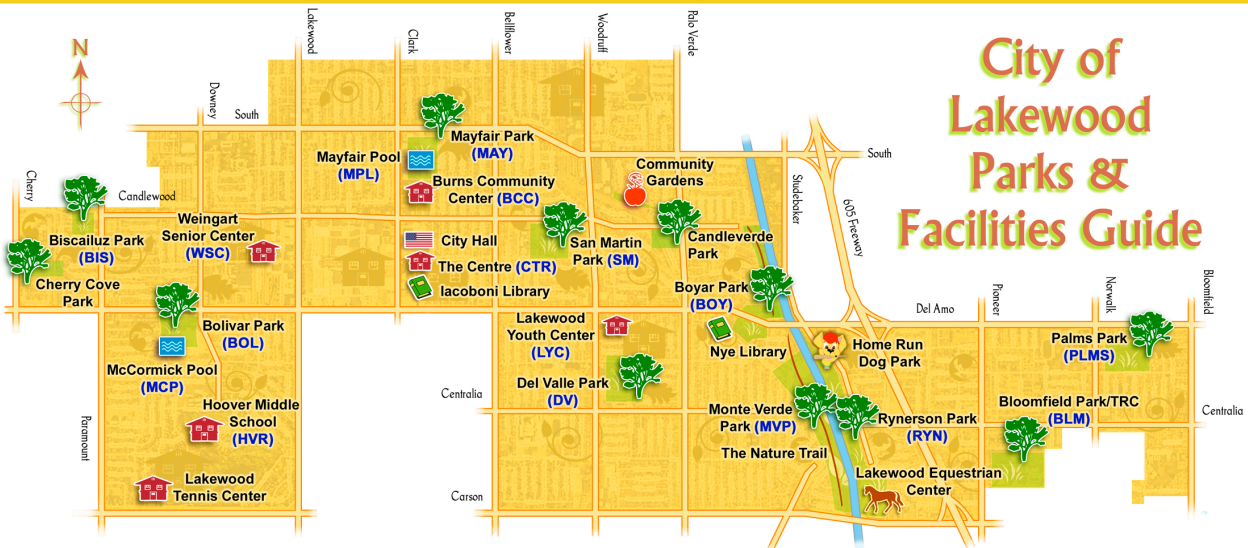 City of
Lakewood
Parks &
Facilities Guide
N
Lakewood
Clark
Bellflower
Woodruff
Palo Verde
Downey
South
South
Cherry
Candlewood
Studebaker
605 Freeway
Mayfair Park
(MAY)
Mayfair Pool
(MPL)
Burns Community
Center (BCC)
Community
Gardens
Biscailuz Park
(BIS)
Weingart
Senior Center
(WSC)
Cherry Cove
Park
City Hall
The Centre (CTR)
Iacoboni Library
San Martin
Park (SM)
Candleverde
Park
Boyar Park
(BOY)
Bolivar Park
(BOL)
McCormick Pool
(MCP)
Lakewood
Youth Center
(LYC)
Nye Library
Home Run
Dog Park
Del Amo
Pioneer
Norwalk
Bloomfield
Palms Park
(PLMS)
Del Valle Park
(DV)
Centralia
Centralia
Hoover Middle
School
(HVR)
Paramount
Monte Verde
Park (MVP)
Rynerson Park
(RYN)
Bloomfield Park/TRC
(BLM)
The Nature Trail
Lakewood
Tennis Center
Carson
Lakewood Equestrian
Center